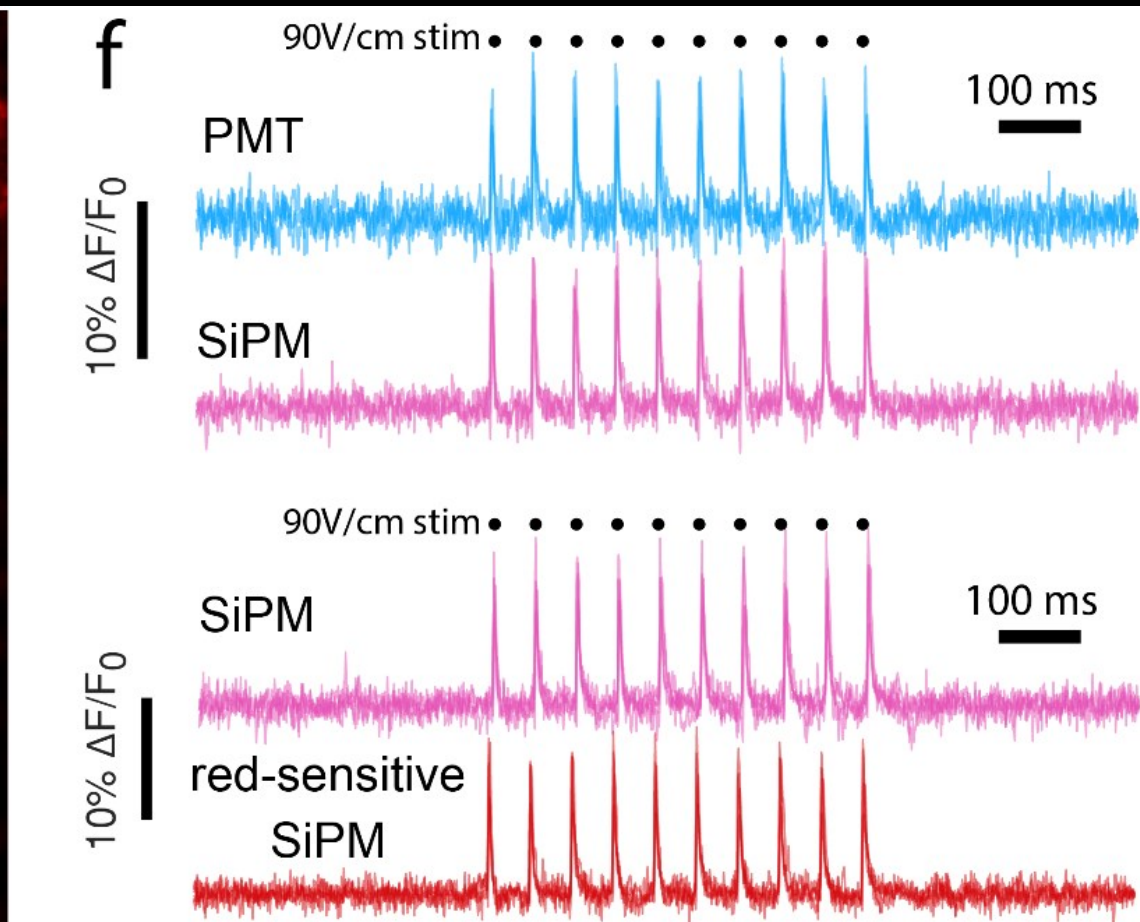 f
90V/cm stim
100 ms
PMT
10% ΔF/F0
SiPM
90V/cm stim
100 ms
SiPM
10% ΔF/F0
red-sensitive
SiPM